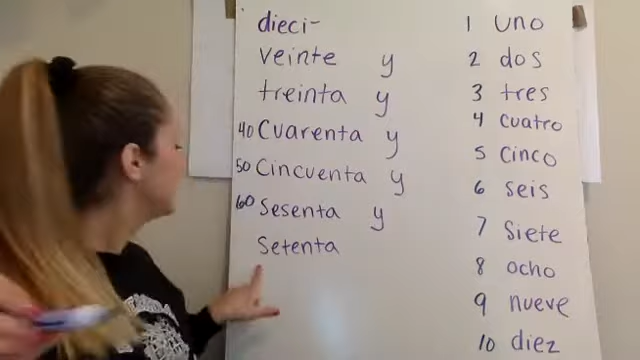 dieci-
veinte y
treinta y
40 Cuarenta y
50 Cincuenta y
60 Sesenta y
Setenta
1 uno
2 dos
3 tres
4 cuatro
5 cinco
6 seis
7 Siete
8 ocho
9 nueve
10 diez